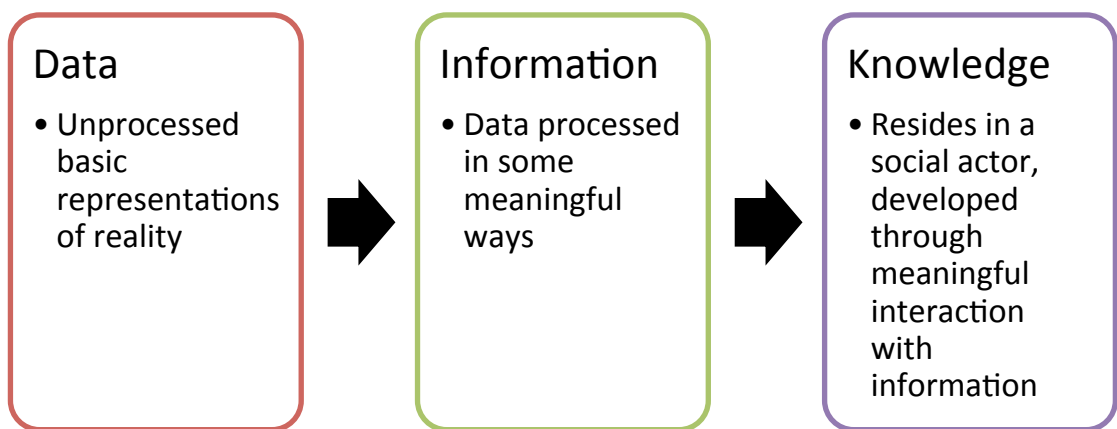 Data
• Unprocessed
basic
representations
of reality
Information
• Data processed
in some
meaningful
ways
Knowledge
• Resides in a
social actor,
developed
through
meaningful
interaction
with
information